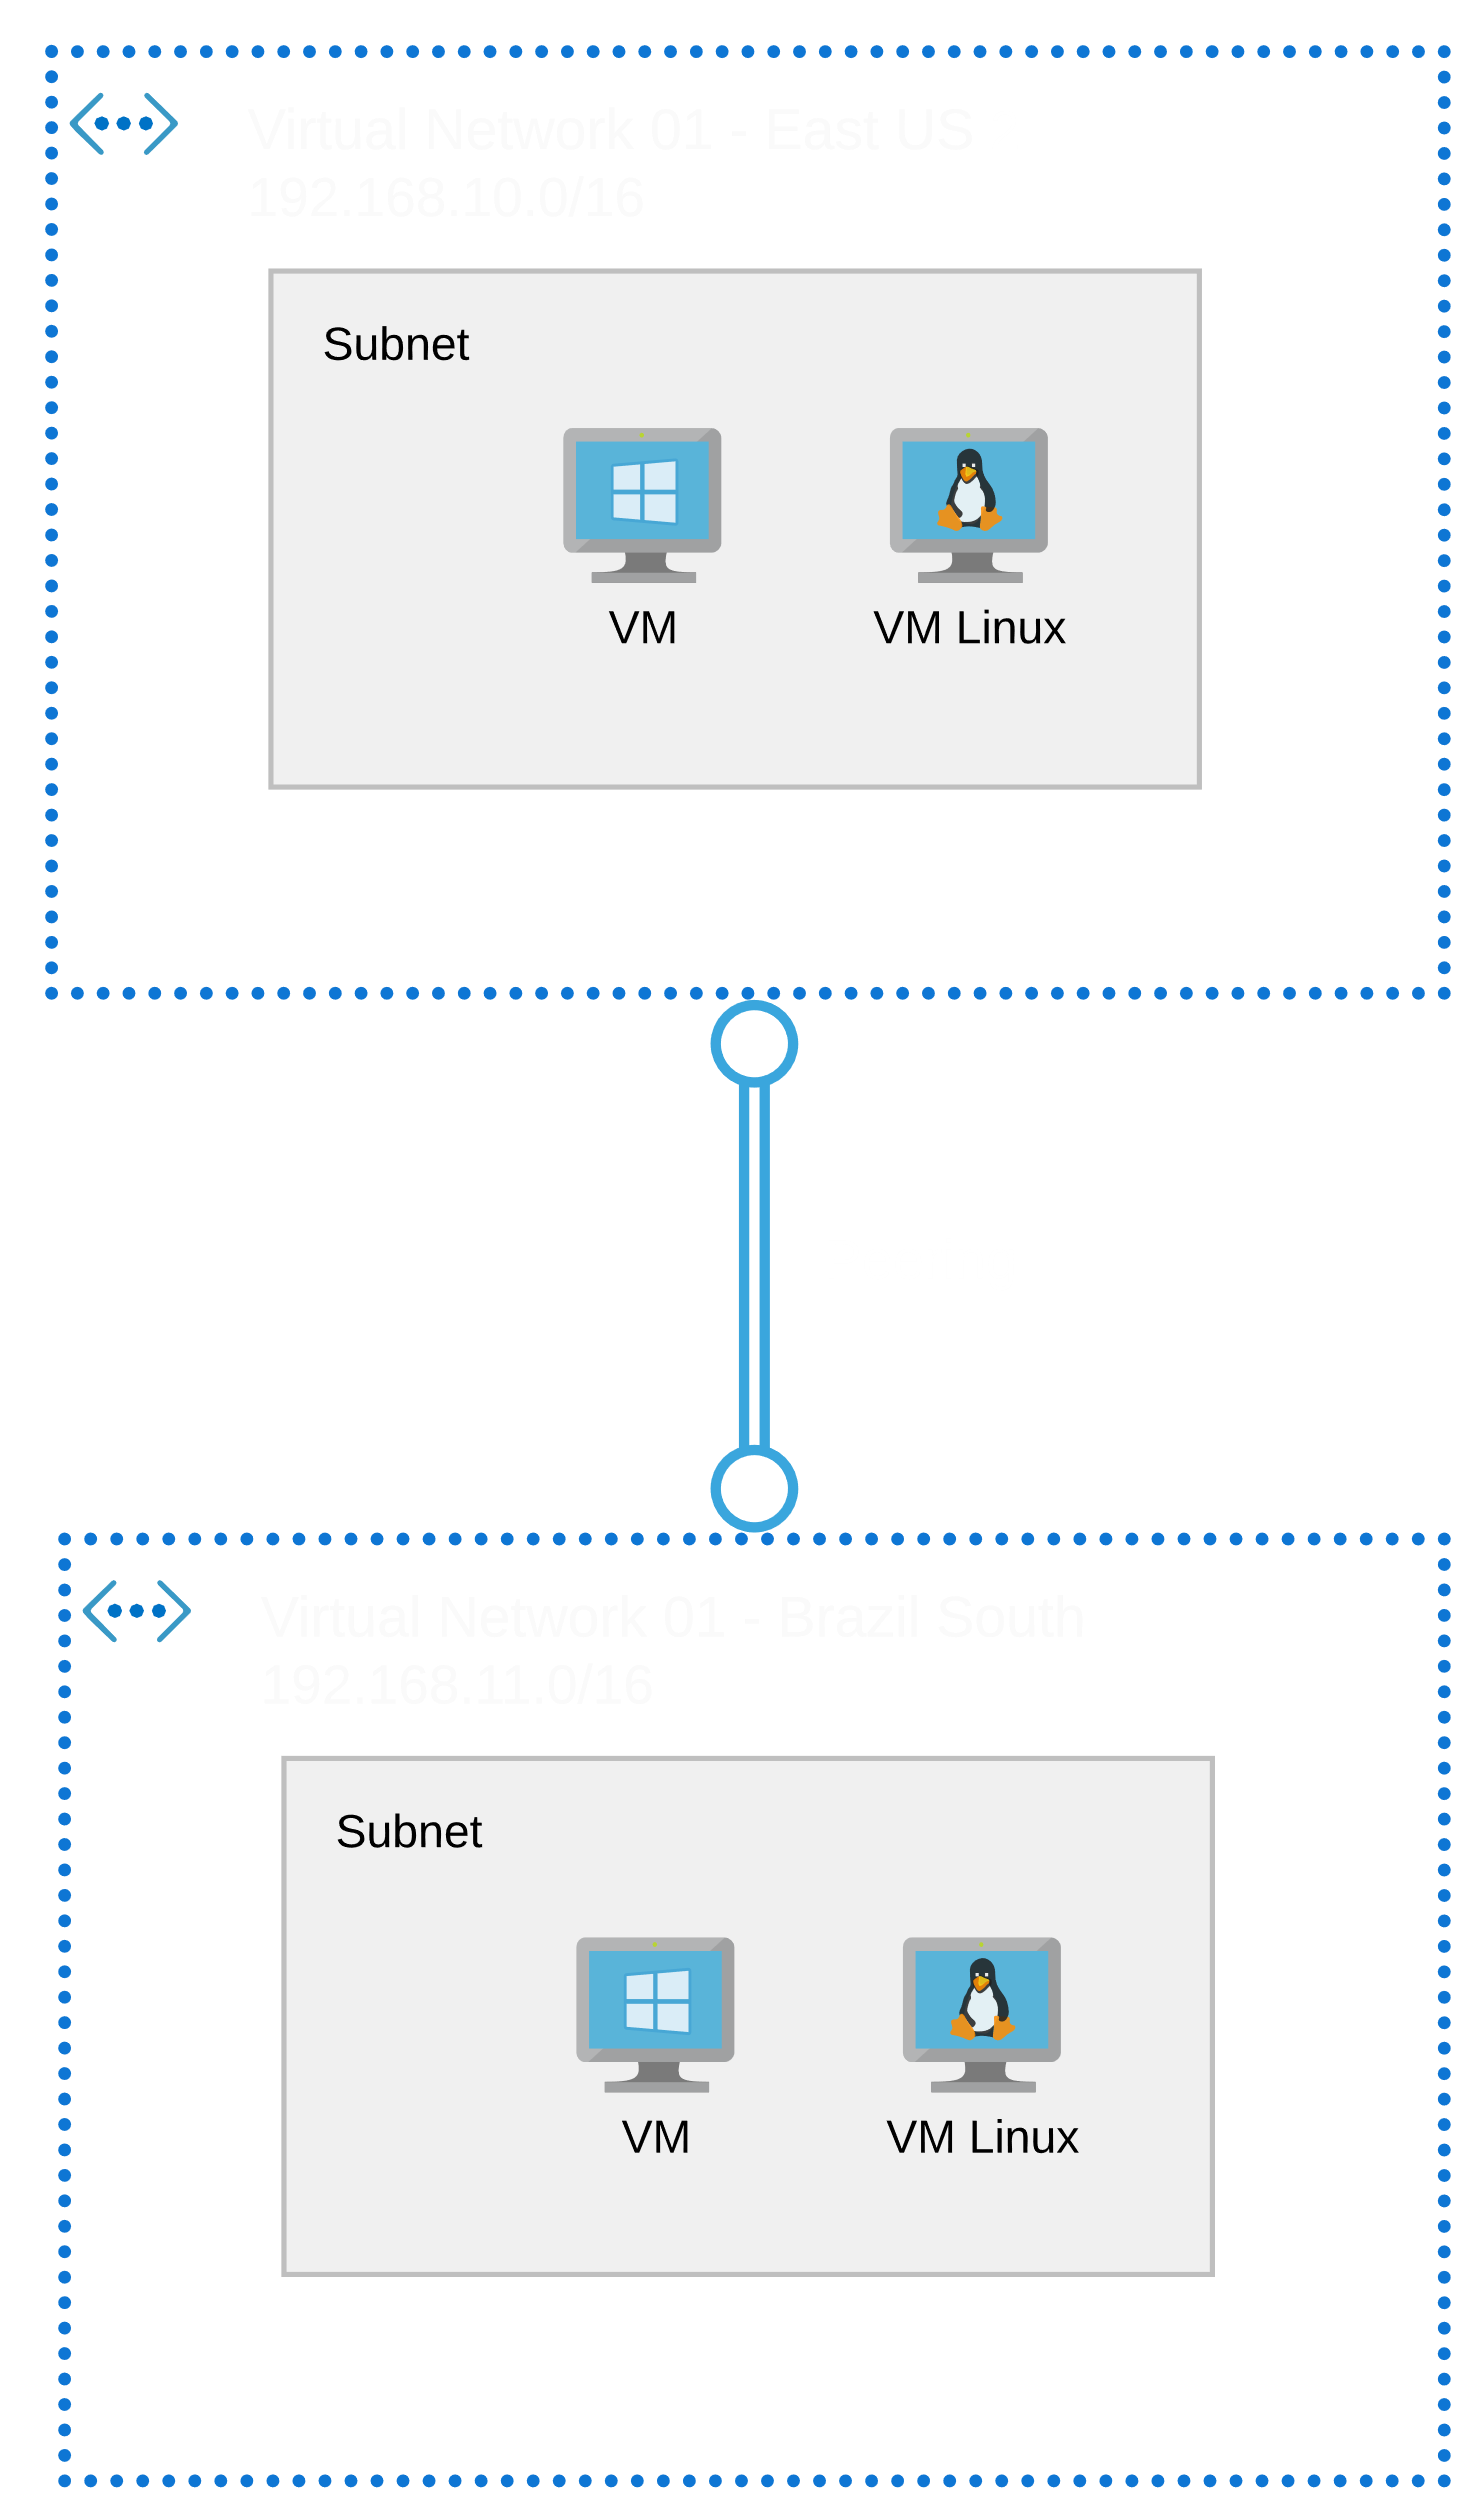 Virtual Network 01 - East US
192.168.10.0/16
Subnet
VM
VM Linux
Virtual Network 01 - Brazil South
192.168.11.0/16
Subnet
VM
VM Linux